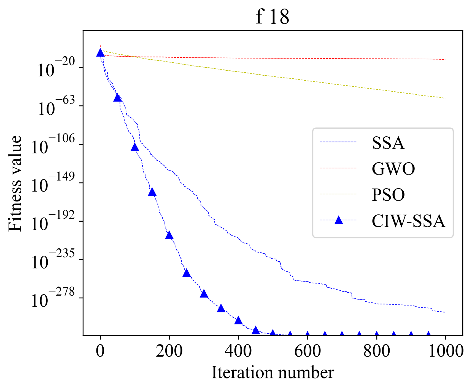 f 18
Fitness value
10^−20
10^−63
10^−106
10^−149
10^−192
10^−235
10^−278
SSA
GWO
PSO
CIW-SSA
0 200 400 600 800 1000
Iteration number